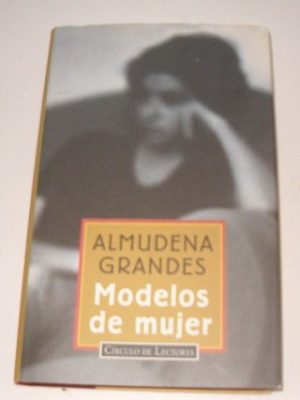 ALMUDENA
GRANDES
Modelos
de mujer
CÍRCULO DE LECTORES